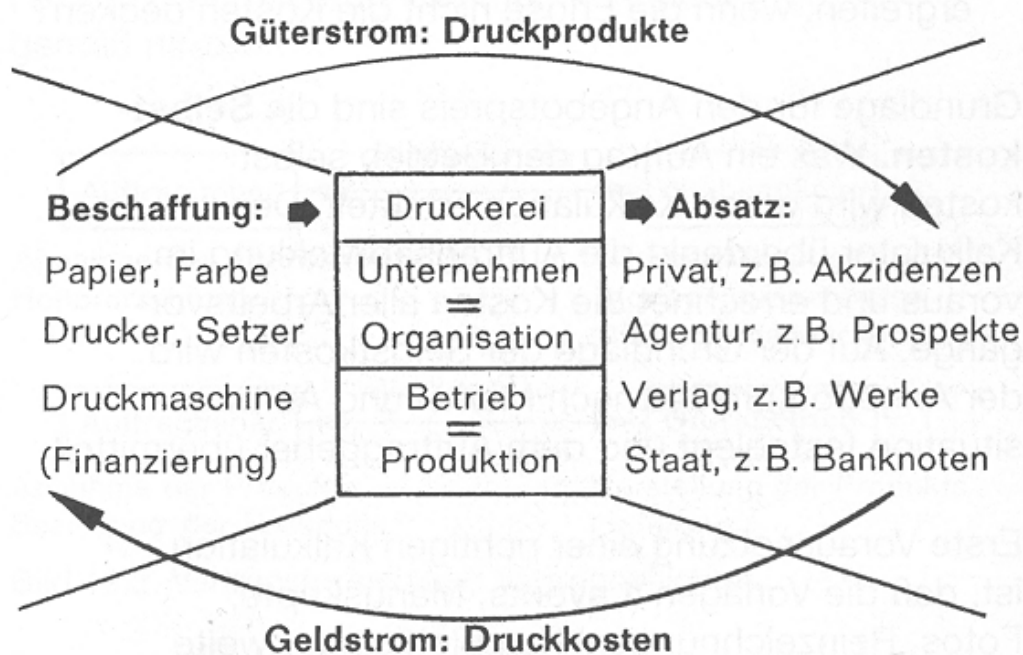 Güterstrom: Druckprodukte
Beschaffung: Druckerei Absatz:
Papier, Farbe Unternehmen Privat, z.B. Akzidenzen
=
Drucker, Setzer Organisation Agentur, z.B. Prospekte
Druckmaschine Betrieb Verlag, z.B. Werke
=
(Finanzierung) Produktion Staat, z.B. Banknoten
Geldstrom: Druckkosten